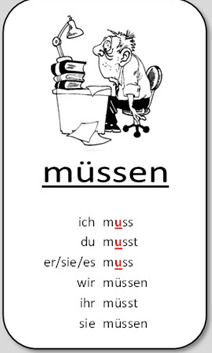 müssen
ich muss
du musst
er/sie/es muss
wir müssen
ihr müsst
sie müssen